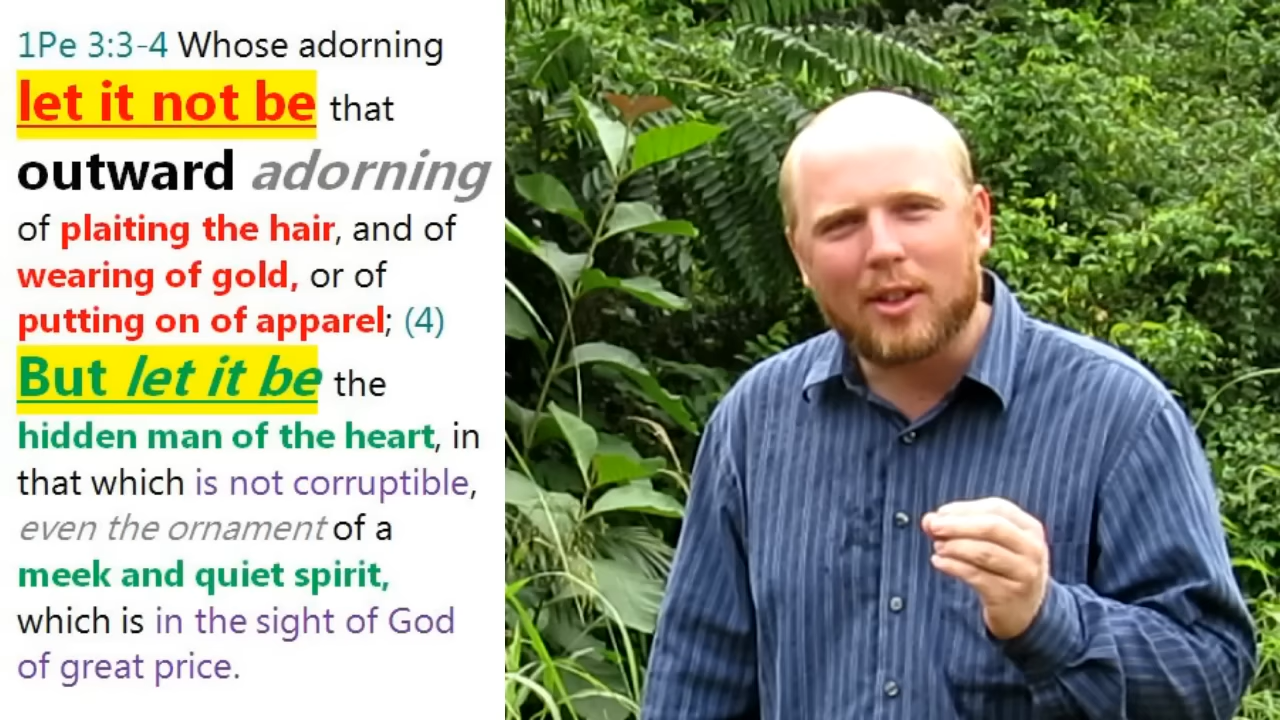 1Pe 3:3-4 Whose adorning
let it not be that
outward adorning
of plaiting the hair, and of
wearing of gold, or of
putting on of apparel; (4)
But let it be the
hidden man of the heart, in
that which is not corruptible,
even the ornament of a
meek and quiet spirit,
which is in the sight of God
of great price.